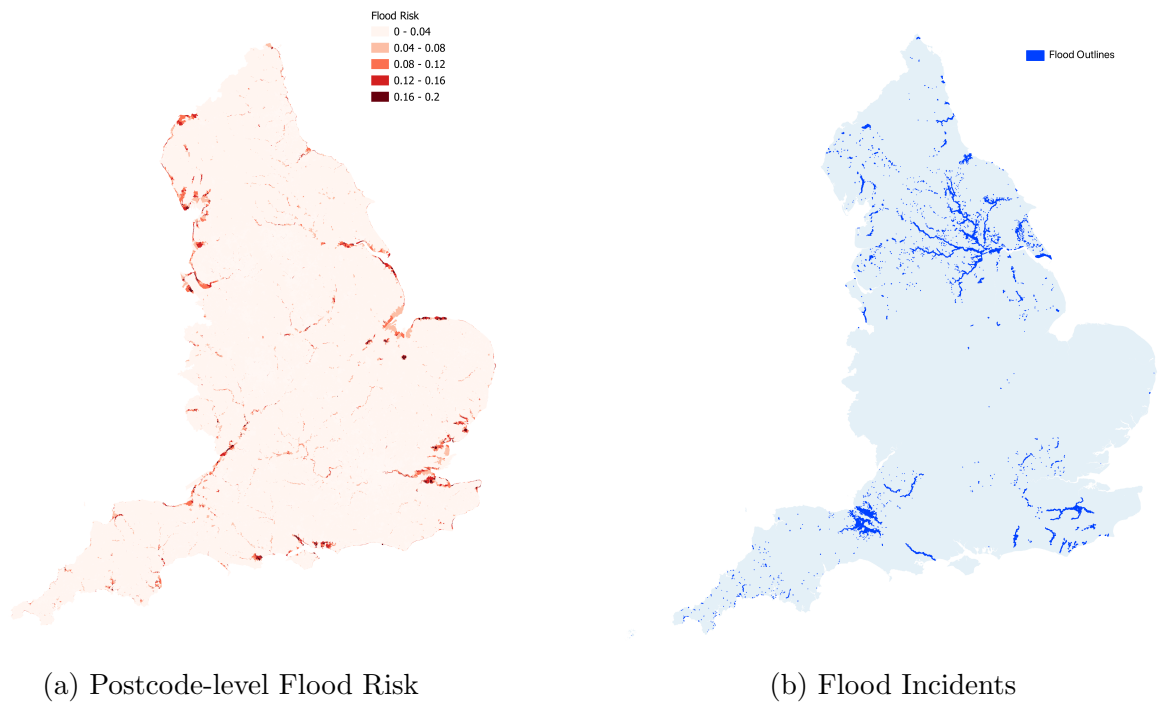 Flood Risk
0 - 0.04
0.04 - 0.08
0.08 - 0.12
0.12 - 0.16
0.16 - 0.2
Flood Outlines
(a) Postcode-level Flood Risk
(b) Flood Incidents